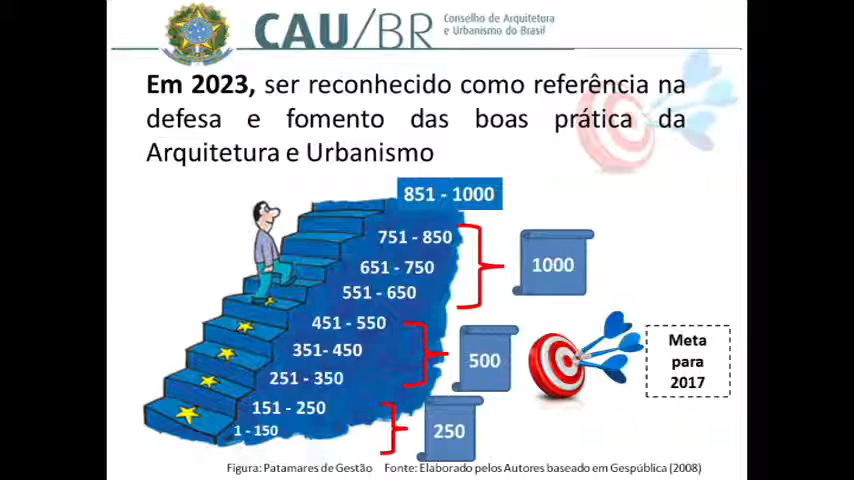 CAU/BR
Conselho de Arquitetura
e Urbanismo do Brasil
Em 2023, ser reconhecido como referência na
defesa e fomento das boas prática da
Arquitetura e Urbanismo
851 - 1000
751 - 850
651 - 750
551 - 650
1000
451 - 550
351- 450
251 - 350
500
Meta
para
2017
151 - 250
1 - 150
250
Figura: Patamares de Gestão Fonte: Elaborado pelos Autores baseado em Gespública (2008)